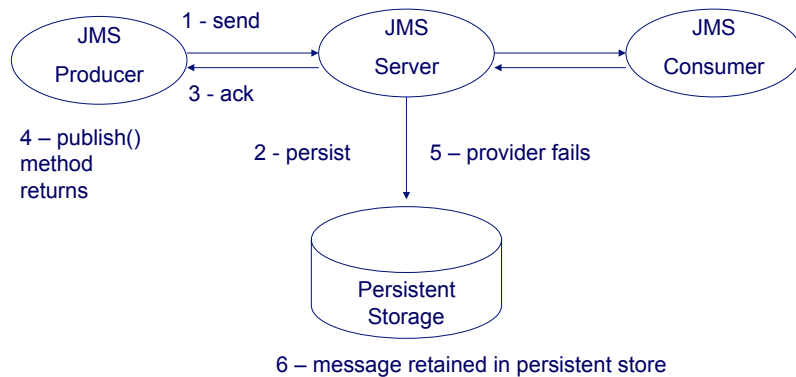 1 - send
JMS
Producer
3 - ack
JMS
Server
JMS
Consumer
4 – publish()
method
returns
2 - persist
5 – provider fails
Persistent
Storage
6 – message retained in persistent store